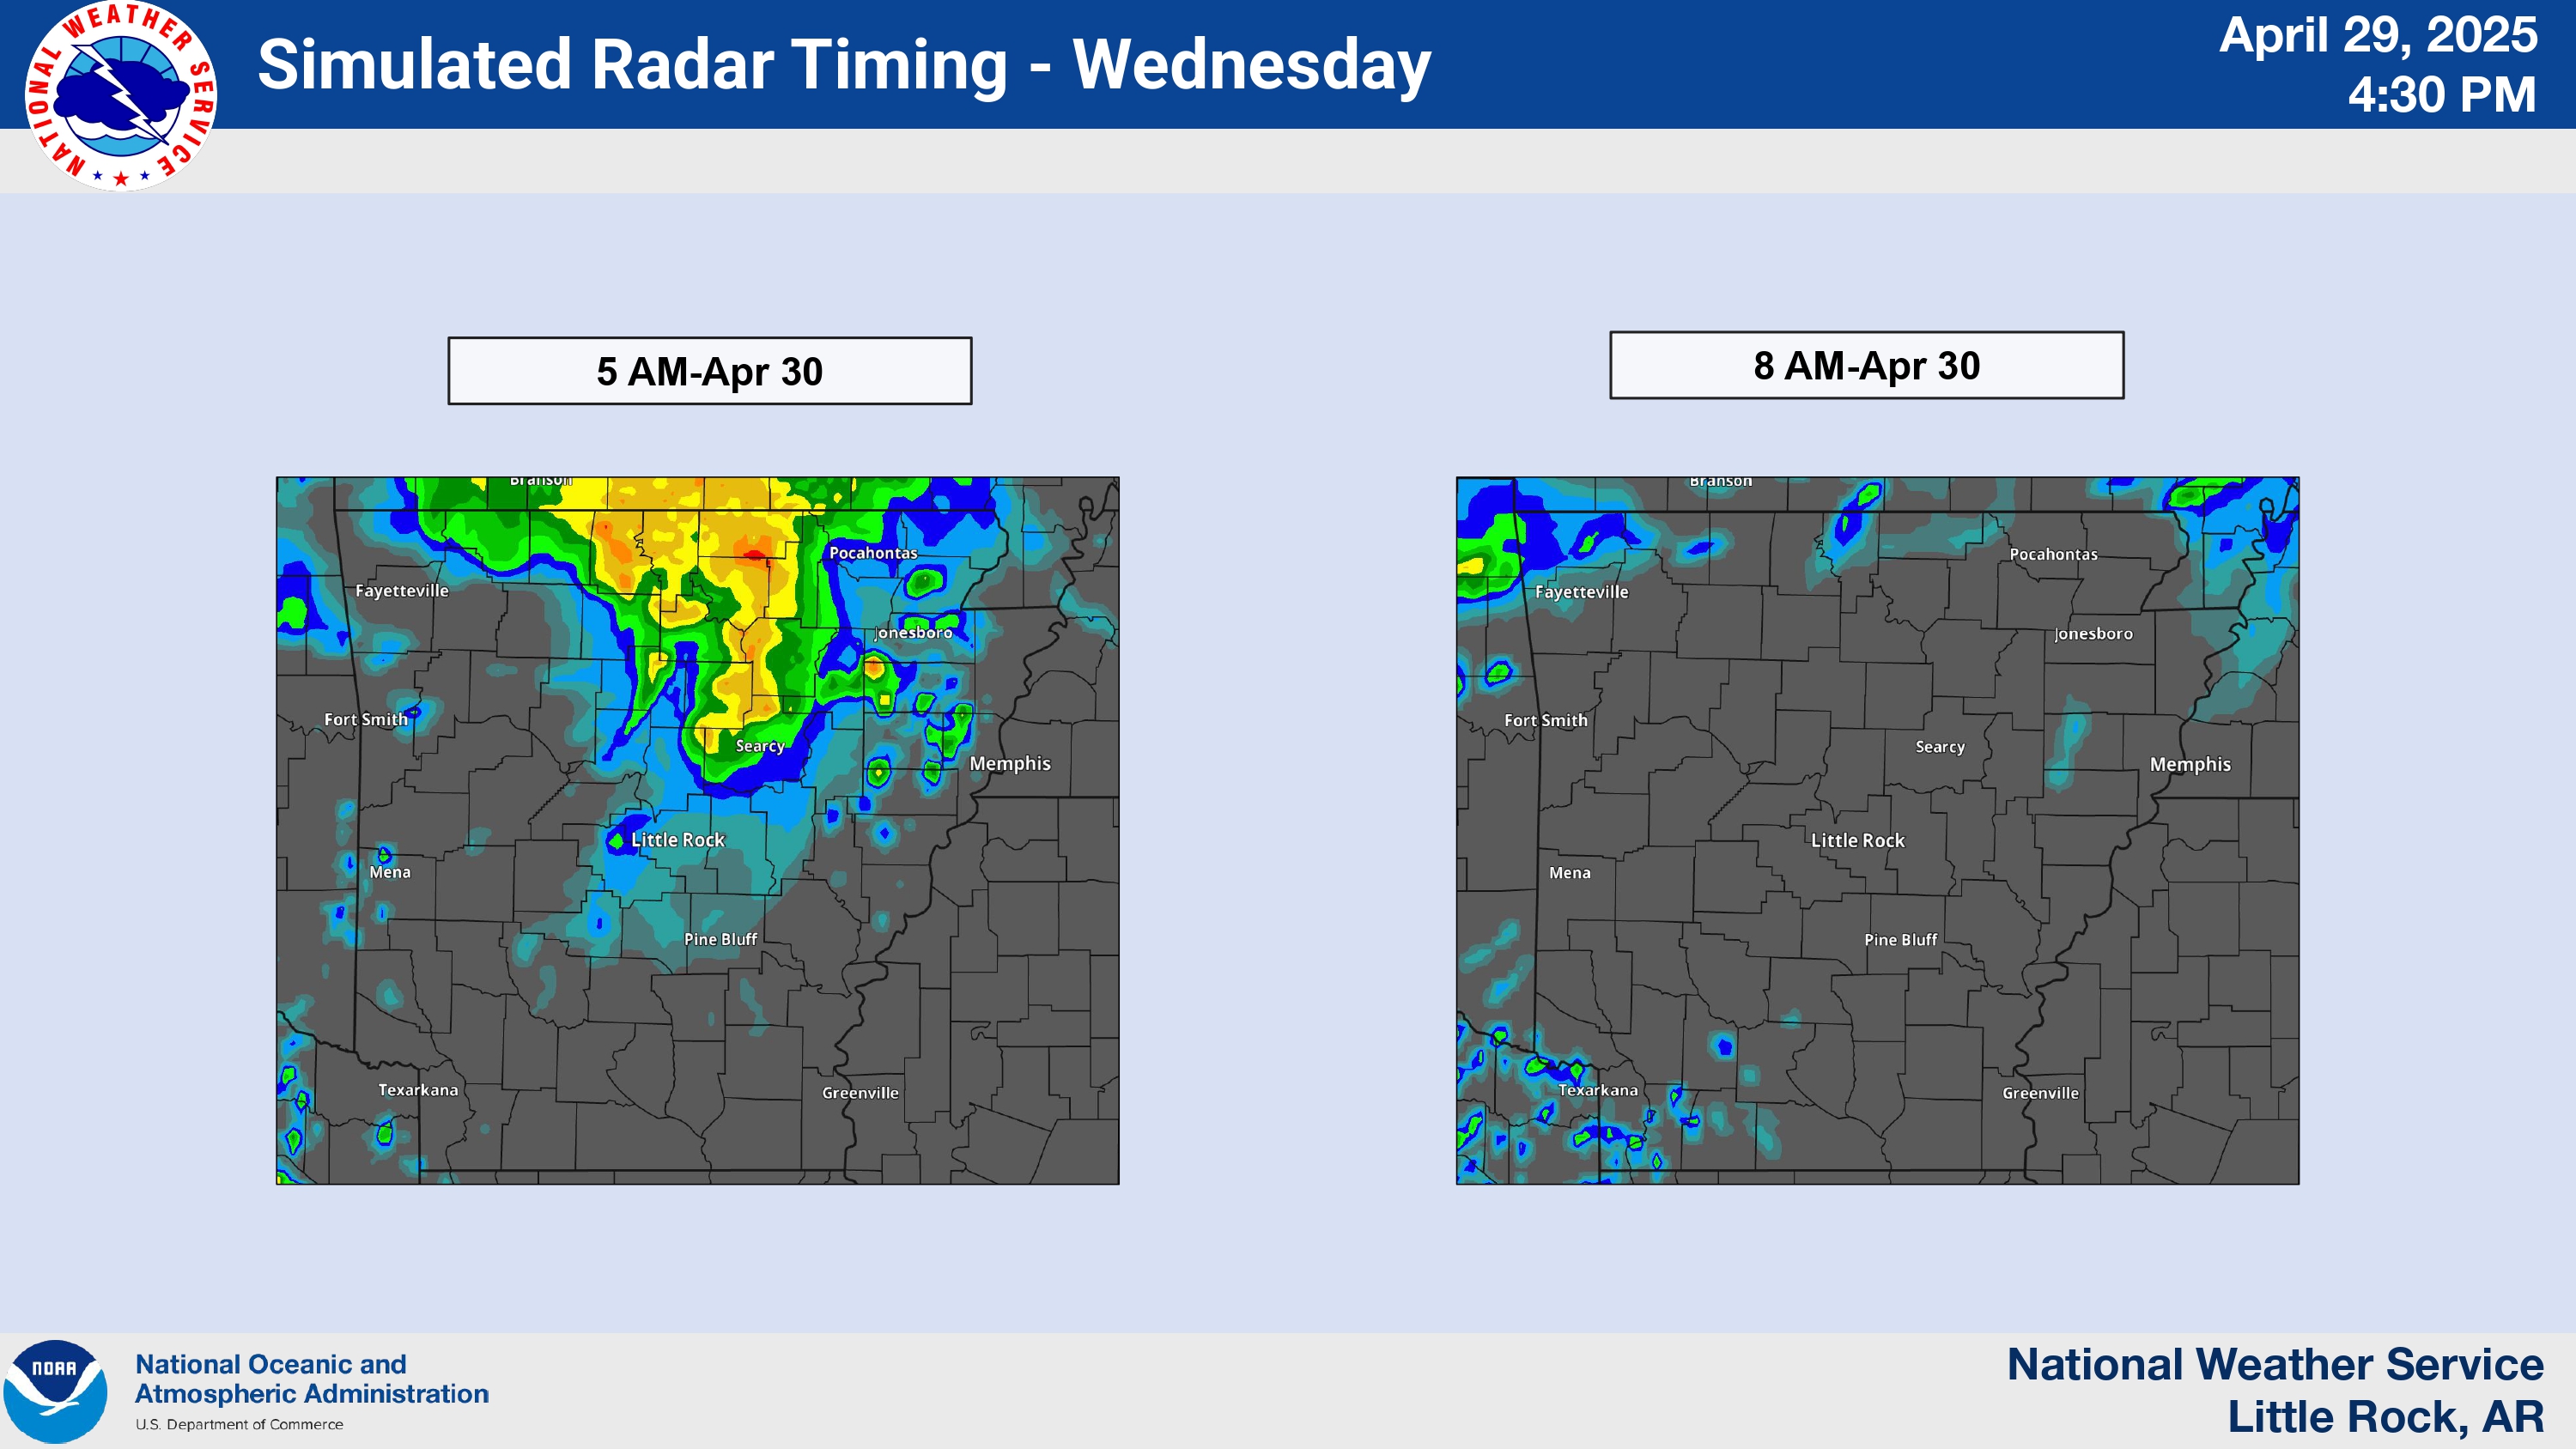 NATIONAL WEATHER SERVICE
Simulated Radar Timing - Wednesday
April 29, 2025
4:30 PM
5 AM-Apr 30
8 AM-Apr 30
Branson
Pocahontas
Fayetteville
Jonesboro
Fort Smith
Searcy
Memphis
Little Rock
Mena
Pine Bluff
Texarkana
Greenville
Branson
Pocahontas
Fayetteville
Jonesboro
Fort Smith
Searcy
Memphis
Little Rock
Mena
Pine Bluff
Texarkana
Greenville
NOAA
National Oceanic and
Atmospheric Administration
U.S. Department of Commerce
National Weather Service
Little Rock, AR